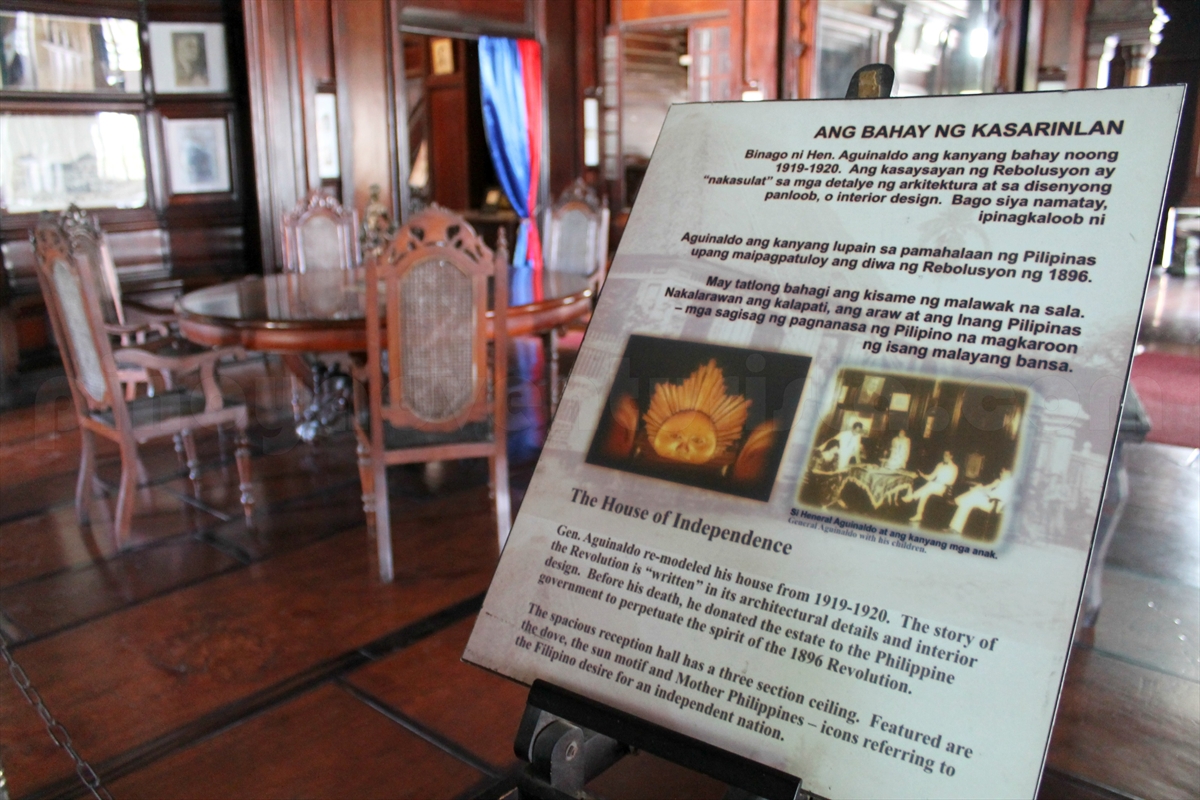 ANG BAHAY NG KASARINLAN
Binago ni Hen. Aguinaldo ang kanyang bahay noong
1919-1920. Ang kasaysayan ng Rebolusyon ay
"nakasulat" sa mga detalye ng arkitektura at sa disenyong
panloob, o interior design. Bago siya namatay,
ipinagkaloob ni
Aguinaldo ang kanyang lupain sa pamahalaan ng Pilipinas
upang maipagpatuloy ang diwa ng Rebolusyon ng 1896.
May tatlong bahagi ang kisame ng malawak na sala.
Nakalarawan ang kalapati, ang araw at ang Inang Pilipinas
– mga sagisag ng pagnanasa ng Pilipino na magkaroon
ng isang malayang bansa.
Si Heneral Aguinaldo at ang kanyang mga anak.
General Aguinaldo with his children.
The House of Independence
Gen. Aguinaldo re-modeled his house from 1919-1920. The story of
the Revolution is “written” in its architectural details and interior
design. Before his death, he donated the estate to the Philippine
government to perpetuate the spirit of the 1896 Revolution.
The spacious reception hall has a three section ceiling. Featured are
the dove, the sun motif and Mother Philippines – icons referring to
the Filipino desire for an independent nation.